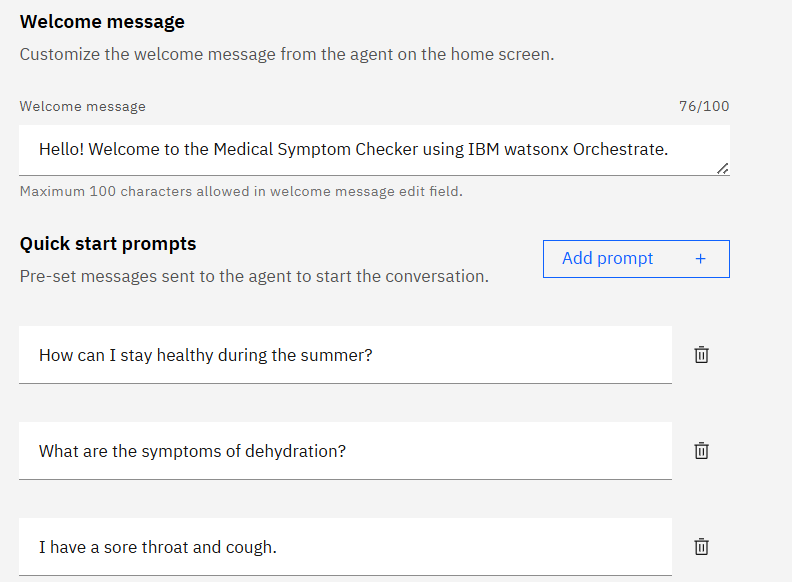 Welcome message
Customize the welcome message from the agent on the home screen.
Welcome message
76/100
Hello! Welcome to the Medical Symptom Checker using IBM watsonx Orchestrate.
Maximum 100 characters allowed in welcome message edit field.
Quick start prompts
Add prompt +
Pre-set messages sent to the agent to start the conversation.
How can I stay healthy during the summer?
What are the symptoms of dehydration?
I have a sore throat and cough.